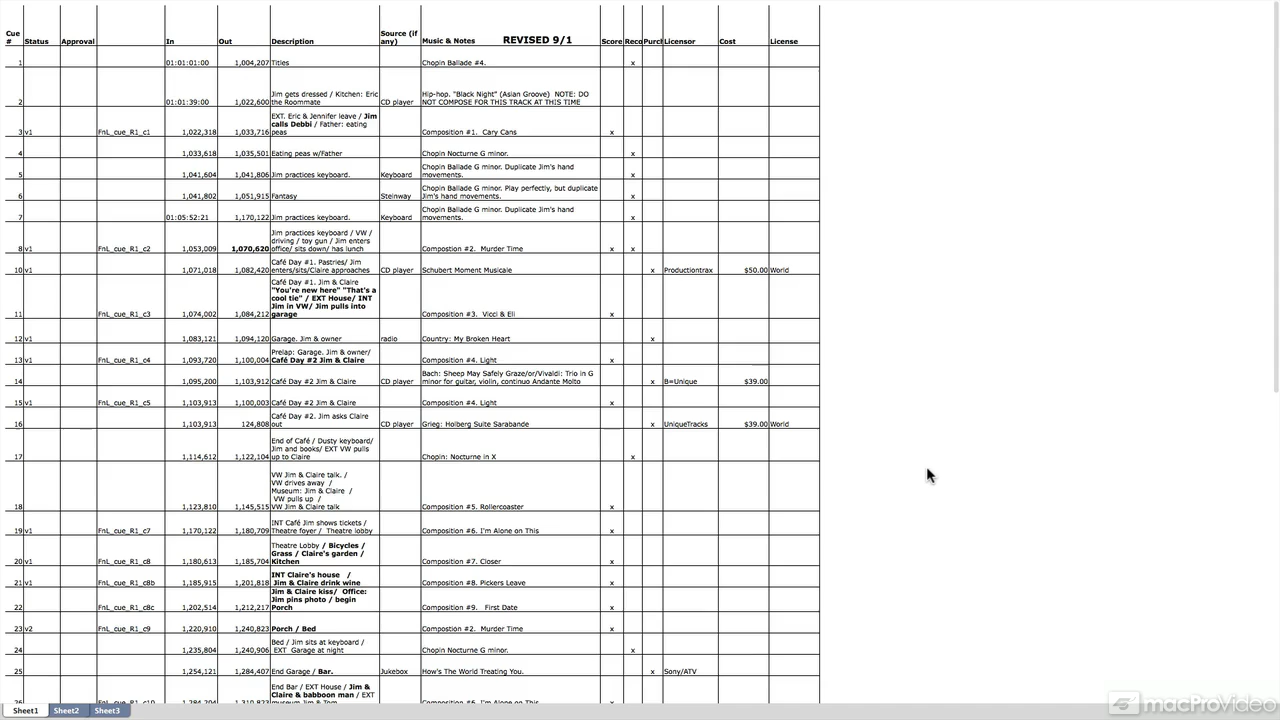 Cue # Status Approval In Out Description Source (if any) Music & Notes REVISED 9/1 Score Reco Purch Licensor Cost License
1 01:01:01:00 1,004,207 Titles Chopin Ballade #4. x
2 01:01:39:00 1,022,600 Jim gets dressed / Kitchen: Eric the Roommate CD player Hip-hop. "Black Night" (Asian Groove) NOTE: DO NOT COMPOSE FOR THIS TRACK AT THIS TIME
3 v1 FnL_cue_R1_c1 1,022,318 1,033,716 EXT. Eric & Jennifer leave / Jim calls Debbi / Father: eating peas Composition #1. Cary Cans x
4 1,033,618 1,035,501 Eating peas w/Father Chopin Nocturne G minor. x
5 1,041,604 1,041,806 Jim practices keyboard. Keyboard Chopin Ballade G minor. Duplicate Jim's hand movements. x
6 1,041,802 1,051,915 Fantasy Steinway Chopin Ballade G minor. Play perfectly, but duplicate Jim's hand movements. x
7 01:05:52:21 1,170,122 Jim practices keyboard. Keyboard Chopin Ballade G minor. Duplicate Jim's hand movements. x
8 v1 FnL_cue_R1_c2 1,053,009 1,070,620 Jim practices keyboard / VW / driving / toy gun / Jim enters office/ sits down/ has lunch Compostion #2. Murder Time x x
10 v1 1,071,018 1,082,420 Café Day #1. Pastries/ Jim enters/sits/Claire approaches CD player Schubert Moment Musicale x Productiontrax $50.00 World
11 FnL_cue_R1_c3 1,074,002 1,084,212 Café Day #1. Jim & Claire "You're new here" "That's a cool tie" / EXT House/ INT Jim in VW/ Jim pulls into garage Composition #3. Vicci & Eli x
12 v1 1,083,121 1,094,120 Garage. Jim & owner radio Country: My Broken Heart x
13 v1 FnL_cue_R1_c4 1,093,720 1,100,004 Prelap: Garage. Jim & owner/ Café Day #2 Jim & Claire Composition #4. Light x
14 1,095,200 1,103,912 Café Day #2 Jim & Claire CD player Bach: Sheep May Safely Graze/or/Vivaldi: Trio in G minor for guitar, violin, continuo Andante Molto x B=Unique $39.00
15 v1 FnL_cue_R1_c5 1,103,913 1,100,003 Café Day #2 Jim & Claire Composition #4. Light x
16 1,103,913 124,808 Café Day #2. Jim asks Claire out CD player Grieg: Holberg Suite Sarabande x UniqueTracks $39.00 World
17 1,114,612 1,122,104 End of Café / Dusty keyboard/ Jim and books/ EXT VW pulls up to Claire Chopin: Nocturne in X x
18 1,123,810 1,145,515 VW Jim & Claire talk. / VW drives away / Museum: Jim & Claire / VW pulls up / VW Jim & Claire talk Composition #5. Rollercoaster x
19 v1 FnL_cue_R1_c7 1,170,122 1,180,709 INT Café Jim shows tickets / Theatre foyer / Theatre lobby Composition #6. I'm Alone on This x
20 v1 FnL_cue_R1_c8 1,180,613 1,185,704 Theatre Lobby / Bicycles / Grass / Claire's garden / Kitchen Composition #7. Closer x
21 v1 FnL_cue_R1_c8b 1,185,915 1,201,818 INT Claire's house / Jim & Claire drink wine Composition #8. Pickers Leave x
22 FnL_cue_R1_c8c 1,202,514 1,212,217 Jim & Claire kiss/ Office: Jim pins photo / begin Porch Composition #9. First Date x
23 v2 FnL_cue_R1_c9 1,220,910 1,240,823 Porch / Bed Compostion #2. Murder Time x
24 1,235,804 1,240,906 Bed / Jim sits at keyboard / EXT Garage at night Chopin Nocturne G minor. x
25 1,254,121 1,284,407 End Garage / Bar. Jukebox How's The World Treating You. x Sony/ATV
End Bar / EXT House / Jim & Claire & babboon man / EXT
Sheet1 Sheet2 Sheet3
macProVideo